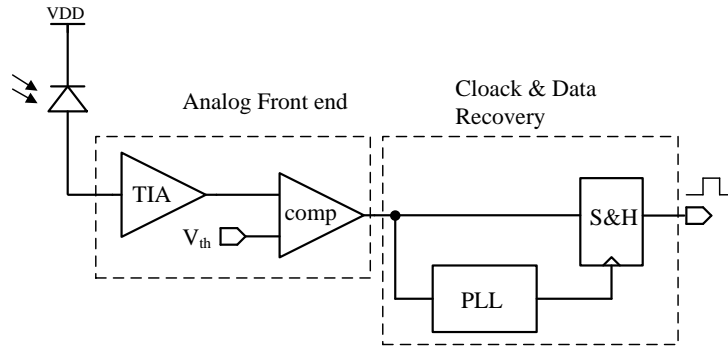 VDD
Analog Front end
Cloack & Data
Recovery
TIA
comp
Vth
S&H
PLL